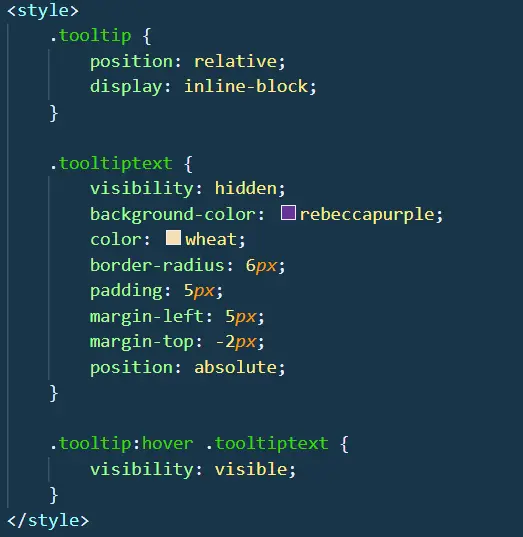 <style>
.tooltip {
position: relative;
display: inline-block;
}
.tooltiptext {
visibility: hidden;
background-color: rebeccapurple;
color: wheat;
border-radius: 6px;
padding: 5px;
margin-left: 5px;
margin-top: -2px;
position: absolute;
}
.tooltip:hover .tooltiptext {
visibility: visible;
}
</style>